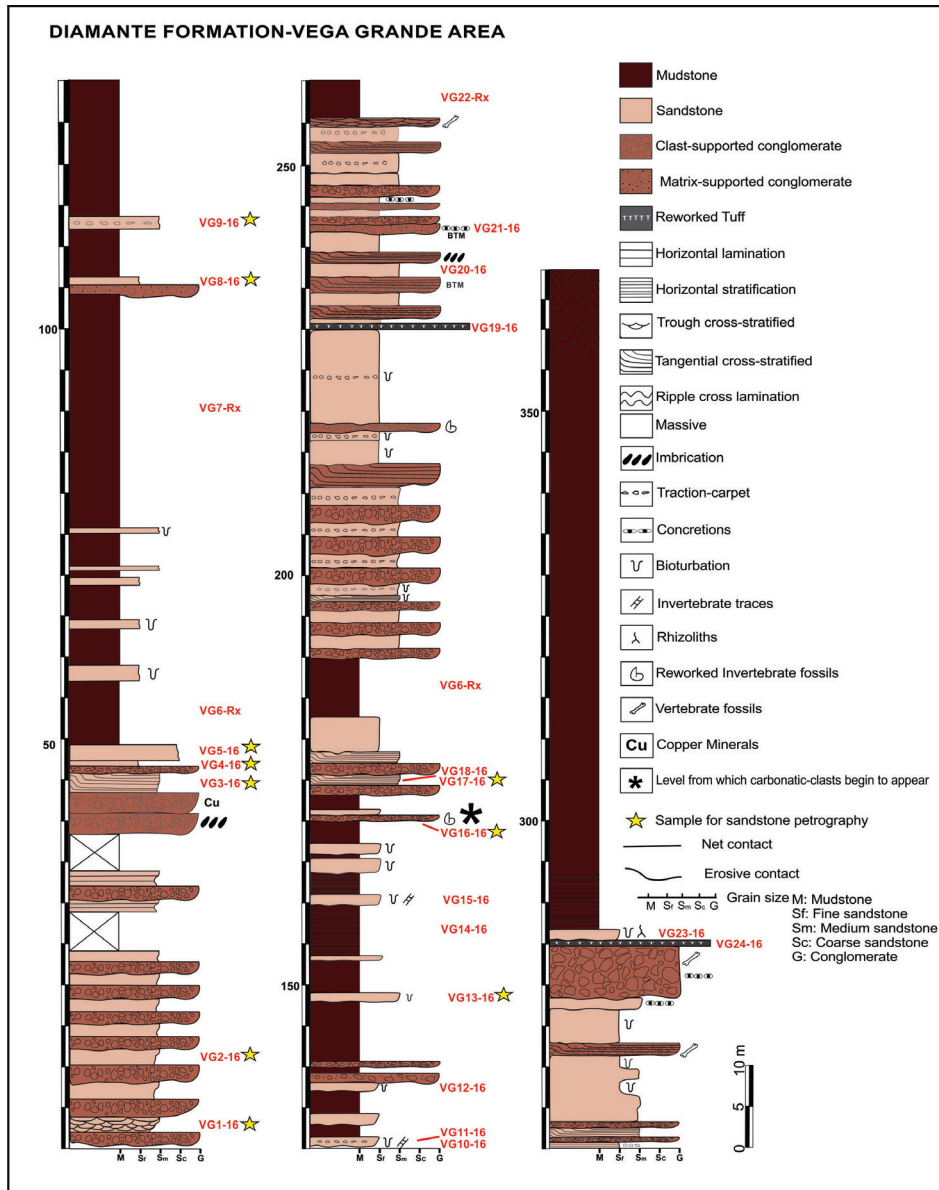 DIAMANTE FORMATION-VEGA GRANDE AREA
VG9-16
VG8-16
100
VG7-Rx
VG6-Rx
50
VG5-16
VG4-16
VG3-16
Cu
VG2-16
VG1-16
M Sf Sm Sc G
VG22-Rx
250
VG21-16
BTM
VG20-16
BTM
VG19-16
200
VG6-Rx
VG18-16
VG17-16
VG16-16
VG15-16
VG14-16
150
VG13-16
VG12-16
VG11-16
VG10-16
M Sf Sm Sc G
350
300
VG23-16
VG24-16
M Sf Sm Sc G
Mudstone
Sandstone
Clast-supported conglomerate
Matrix-supported conglomerate
TTTTT Reworked Tuff
Horizontal lamination
Horizontal stratification
Trough cross-stratified
Tangential cross-stratified
Ripple cross lamination
Massive
Imbrication
Traction-carpet
Concretions
Bioturbation
Invertebrate traces
Rhizoliths
Reworked Invertebrate fossils
Vertebrate fossils
Cu Copper Minerals
* Level from which carbonatic-clasts begin to appear
Sample for sandstone petrography
Net contact
Erosive contact
Grain size
M Sf Sm Sc G
M: Mudstone
Sf: Fine sandstone
Sm: Medium sandstone
Sc: Coarse sandstone
G: Conglomerate
10 m
5
0